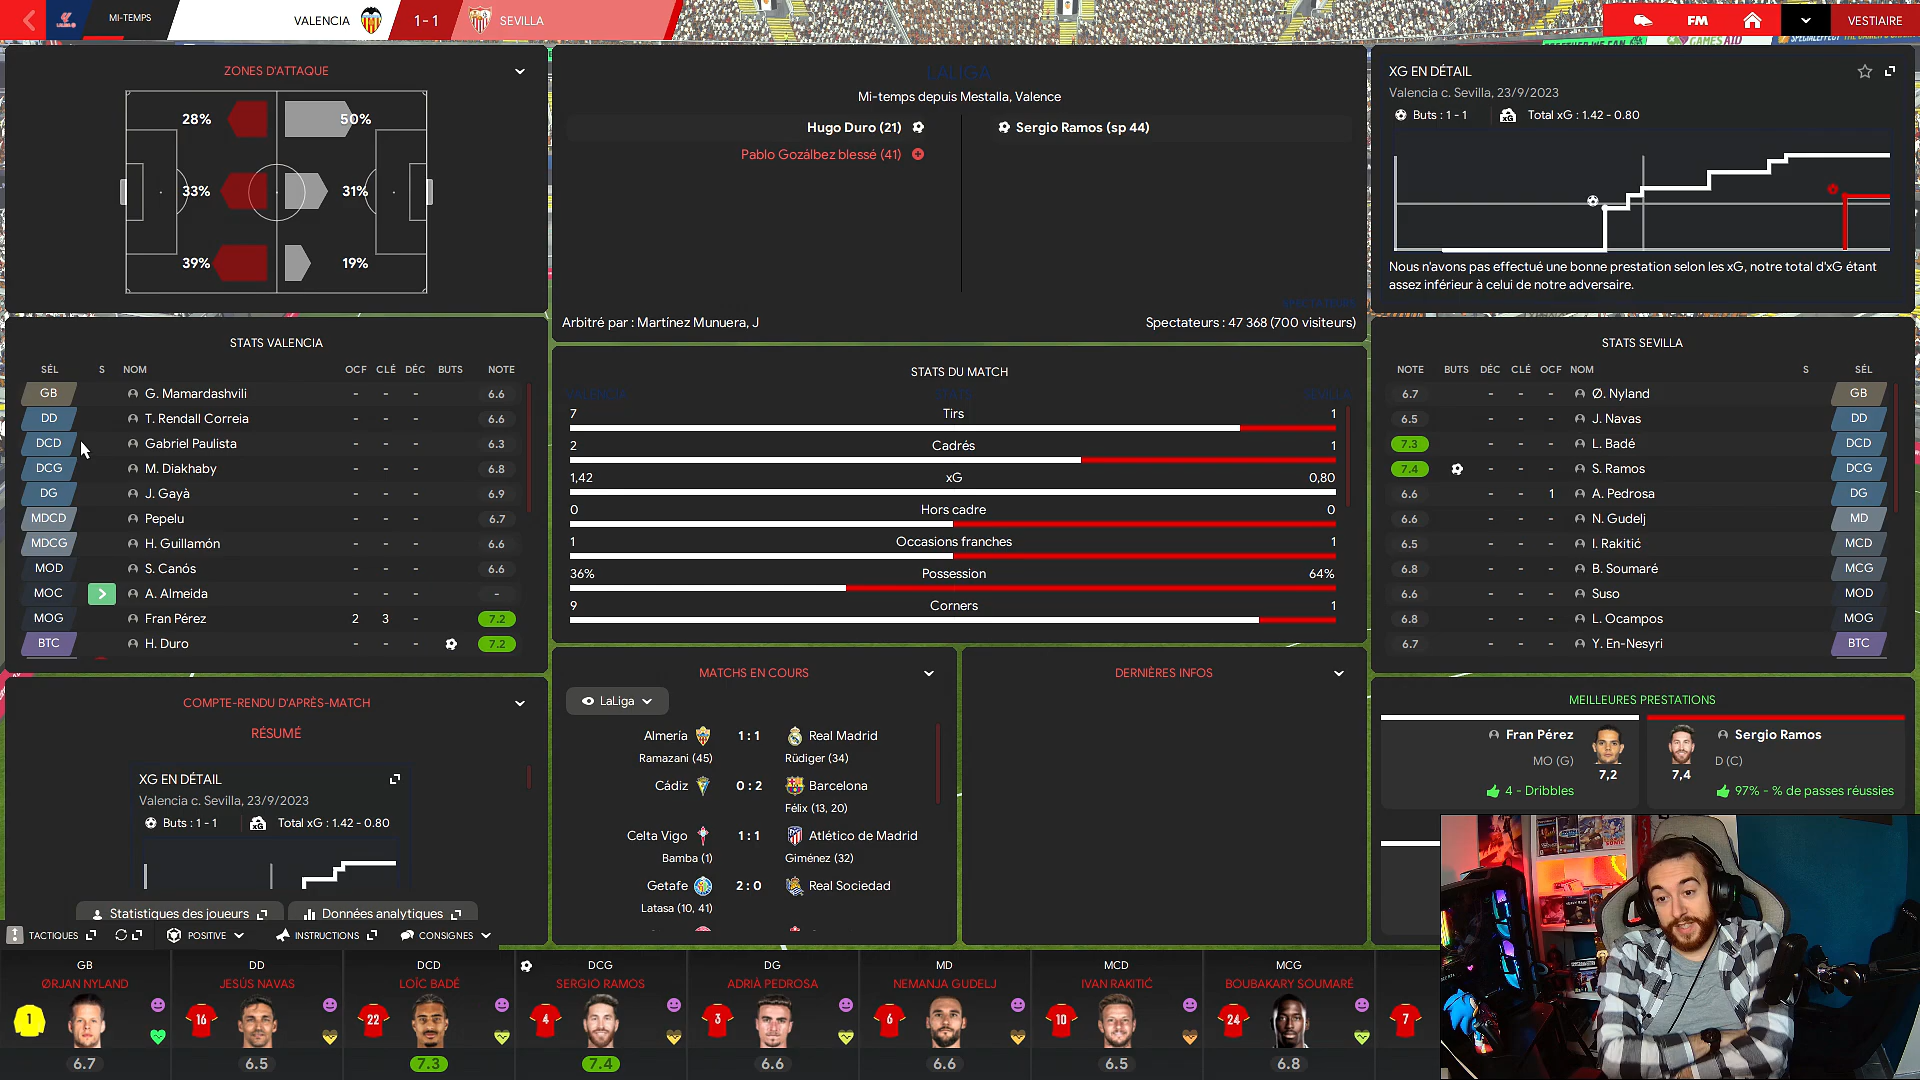 MI-TEMPS
VALENCIA
1 - 1
SEVILLA
FM
VESTIAIRE
ZONES D'ATTAQUE
28%
50%
33%
31%
39%
19%
LALIGA
Mi-temps depuis Mestalla, Valence
Hugo Duro (21)
Sergio Ramos (sp 44)
Pablo Gozálbez blessé (41)
SPECTATEURS
Arbitré par : Martínez Munuera, J
Spectateurs : 47 368 (700 visiteurs)
XG EN DÉTAIL
Valencia c. Sevilla, 23/9/2023
Buts : 1 - 1
Total xG : 1.42 - 0.80
Nous n'avons pas effectué une bonne prestation selon les xG, notre total d'xG étant
assez inférieur à celui de notre adversaire.
STATS VALENCIA
SÉL S NOM OCF CLÉ DÉC BUTS NOTE
GB G. Mamardashvili - - - 6.6
DD T. Rendall Correia - - - 6.6
DCD Gabriel Paulista - - - 6.3
DCG M. Diakhaby - - - 6.8
DG J. Gayà - - - 6.9
MDCD Pepelu - - - 6.7
MDCG H. Guillamón - - - 6.6
MOD S. Canós - - - 6.6
MOC A. Almeida - - - -
MOG Fran Pérez 2 3 - 7.2
BTC H. Duro - - - 7.2
STATS DU MATCH
VALENCIA STATS SEVILLA
7 Tirs 1
2 Cadrés 1
1,42 xG 0,80
0 Hors cadre 0
1 Occasions franches 1
36% Possession 64%
9 Corners 1
STATS SEVILLA
NOTE BUTS DÉC CLÉ OCF NOM S SÉL
6.7 - - - Ø. Nyland GB
6.5 - - - J. Navas DD
7.3 - - - L. Badé DCD
7.4 - - - S. Ramos DCG
6.6 - - 1 A. Pedrosa DG
6.6 - - - N. Gudelj MD
6.5 - - - I. Rakitić MCD
6.8 - - - B. Soumaré MCG
6.6 - - - Suso MOD
6.8 - - - L. Ocampos MOG
6.7 - - - Y. En-Nesyri BTC
COMPTE-RENDU D'APRÈS-MATCH
RÉSUMÉ
XG EN DÉTAIL
Valencia c. Sevilla, 23/9/2023
Buts : 1 - 1
Total xG : 1.42 - 0.80
Statistiques des joueurs
Données analytiques
MATCHS EN COURS
LaLiga
Almería 1 : 1 Real Madrid
Ramazani (45) Rüdiger (34)
Cádiz 0 : 2 Barcelona
Félix (13, 20)
Celta Vigo 1 : 1 Atlético de Madrid
Bamba (1) Giménez (32)
Getafe 2 : 0 Real Sociedad
Latasa (10, 41)
DERNIÈRES INFOS
MEILLEURES PRESTATIONS
Fran Pérez
MO (G)
7,2
4 - Dribbles
Sergio Ramos
D (C)
7,4
97% - % de passes réussies
TACTIQUES
POSITIVE
INSTRUCTIONS
CONSIGNES
GB DD DCD DCG DG MD MCD MCG
ØRJAN NYLAND JESÚS NAVAS LOÏC BADÉ SERGIO RAMOS ADRIÀ PEDROSA NEMANJA GUDELJ IVAN RAKITIĆ BOUBAKARY SOUMARÉ
1 16 22 4 3 6 10 24 7
6.7 6.5 7.3 7.4 6.6 6.6 6.5 6.8